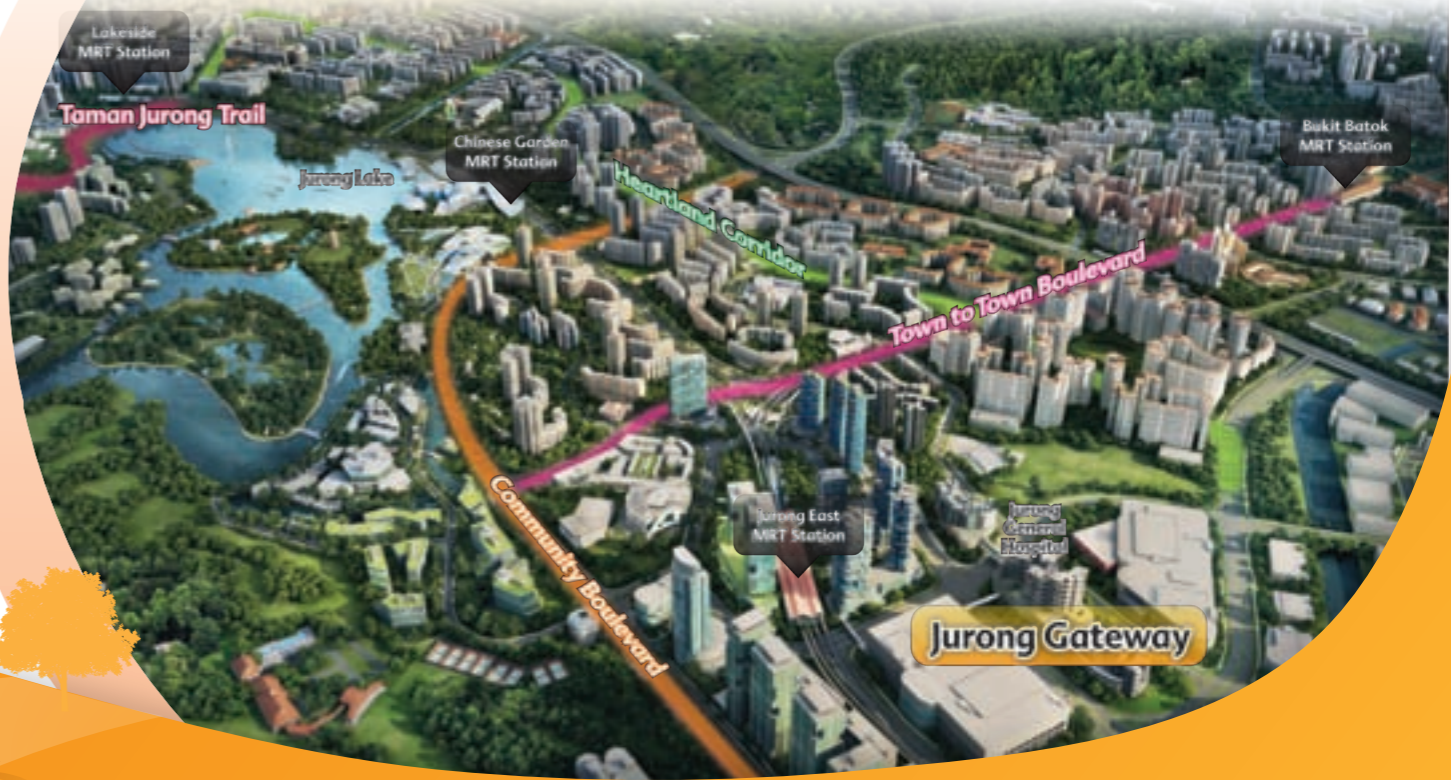 Lakeside
MRT Station
Taman Jurong Trail
Chinese Garden
MRT Station
Bukit Batok
MRT Station
Jurong Lake
Heartland Corridor
Town to Town Boulevard
Community Boulevard
Jurong East
MRT Station
Jurong
General
Hospital
Jurong Gateway